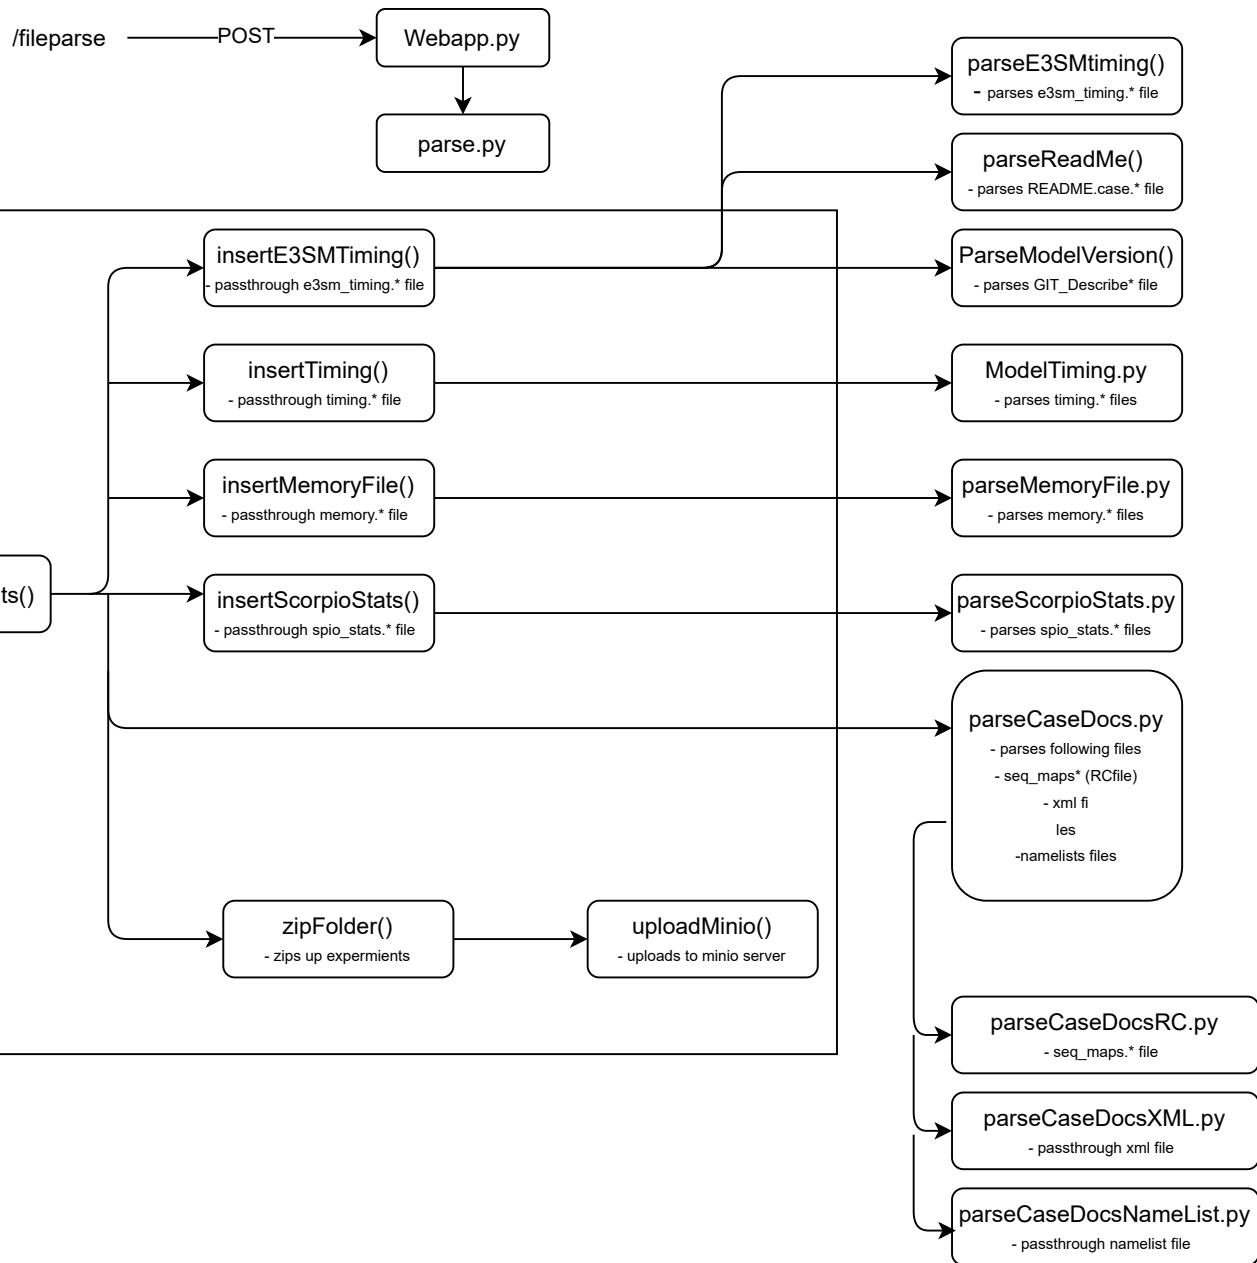 /fileparse
POST
Webapp.py
parse.py
parseE3SMtiming()
- parses e3sm_timing.* file
parseReadMe()
- parses README.case.* file
insertE3SMTiming()
- passthrough e3sm_timing.* file
ParseModelVersion()
- parses GIT_Describe* file
insertTiming()
- passthrough timing.* file
ModelTiming.py
- parses timing.* files
insertMemoryFile()
- passthrough memory.* file
parseMemoryFile.py
- parses memory.* files
ts()
insertScorpioStats()
- passthrough spio_stats.* file
parseScorpioStats.py
- parses spio_stats.* files
parseCaseDocs.py
- parses following files
- seq_maps* (RCfile)
- xml fi
les
-namelists files
zipFolder()
- zips up expermients
uploadMinio()
- uploads to minio server
parseCaseDocsRC.py
- seq_maps.* file
parseCaseDocsXML.py
- passthrough xml file
parseCaseDocsNameList.py
- passthrough namelist file